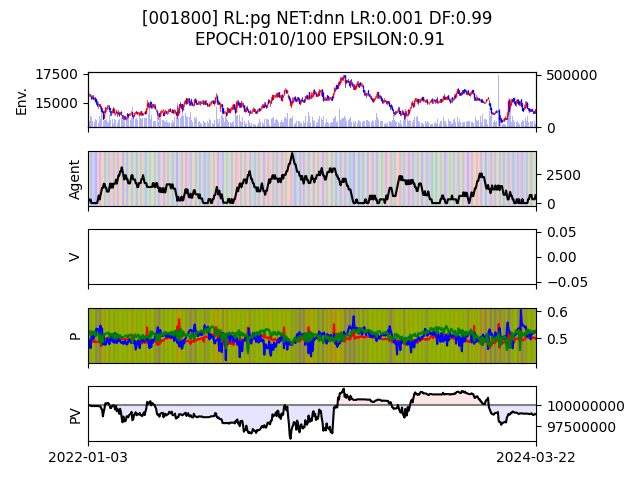 [001800] RL:pg NET:dnn LR:0.001 DF:0.99
EPOCH:010/100 EPSILON:0.91
Env.
17500
15000
500000
0
Agent
2500
0
V
0.05
0.00
−0.05
P
0.6
0.5
PV
100000000
97500000
2022-01-03
2024-03-22